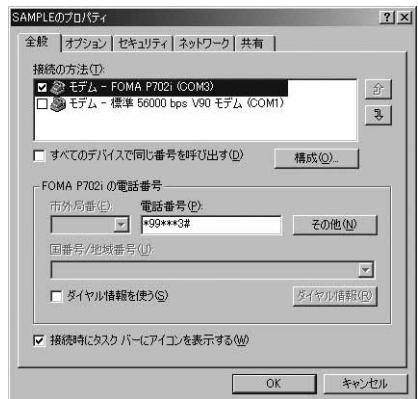 SAMPLEのプロパティ
全般 オプション セキュリティ ネットワーク 共有
接続の方法(T):
モデム - FOMA P702i (COM3)
モデム - 標準 56000 bps V90 モデム (COM1)
すべてのデバイスで同じ番号を呼び出す(D) 構成(O)...
FOMA P702i の電話番号
市外局番(E): 電話番号(P):
*99***3# その他(N)
国番号/地域番号(U):
ダイヤル情報を使う(S) ダイヤル情報(R)
接続時にタスク バーにアイコンを表示する(W)
OK キャンセル